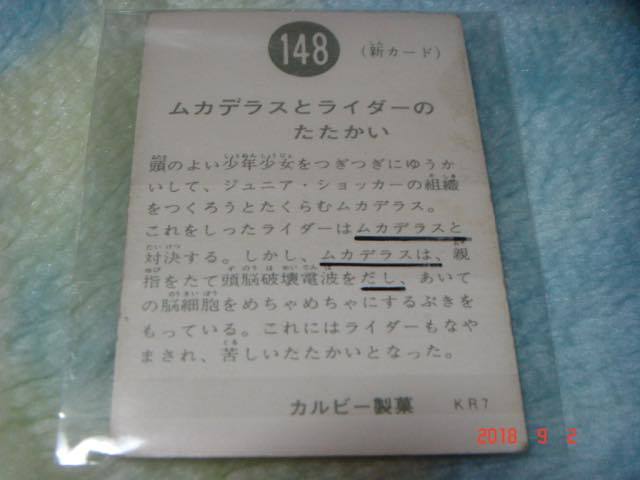 148
(新カード)
ムカデラスとライダーの
たたかい
頭のよい少年少女をつぎつぎにゆうか
いして、ジュニア・ショッカーの組織
をつくろうとたくらむムカデラス。
これをしったライダーはムカデラスと
対決する。しかし、ムカデラスは、親
指をたて頭脳破壊電波をだし、あいて
の脳細胞をめちゃめちゃにするぶきを
もっている。これにはライダーもなや
まされ、苦しいたたかいとなった。
カルビー製菓 KR7
2018 9 2